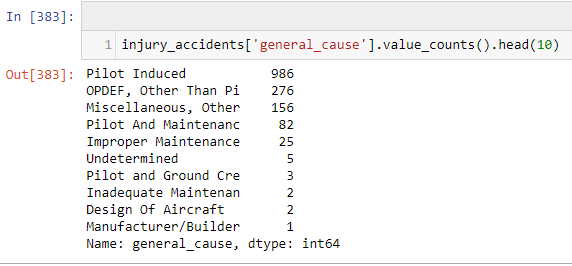 In [383]:
1 injury_accidents['general_cause'].value_counts().head(10)
Out[383]: Pilot Induced 986
OPDEF, Other Than Pi 276
Miscellaneous, Other 156
Pilot And Maintenanc 82
Improper Maintenance 25
Undetermined 5
Pilot and Ground Cre 3
Inadequate Maintenan 2
Design Of Aircraft 2
Manufacturer/Builder 1
Name: general_cause, dtype: int64